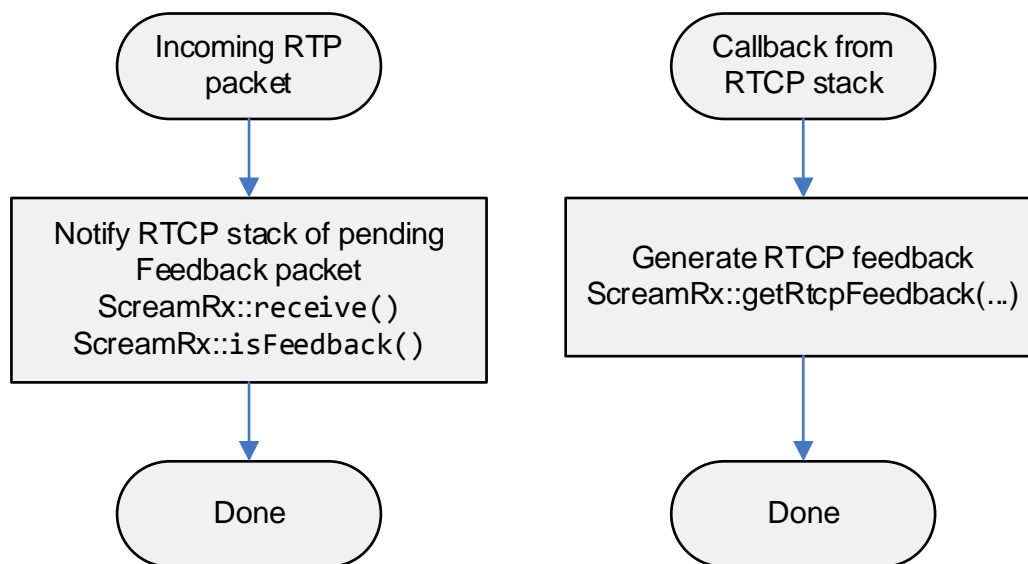 Incoming RTP
packet
Callback from
RTCP stack
Notify RTCP stack of pending
Feedback packet
ScreamRx::receive()
ScreamRx::isFeedback()
Generate RTCP feedback
ScreamRx::getRtcpFeedback(...)
Done
Done